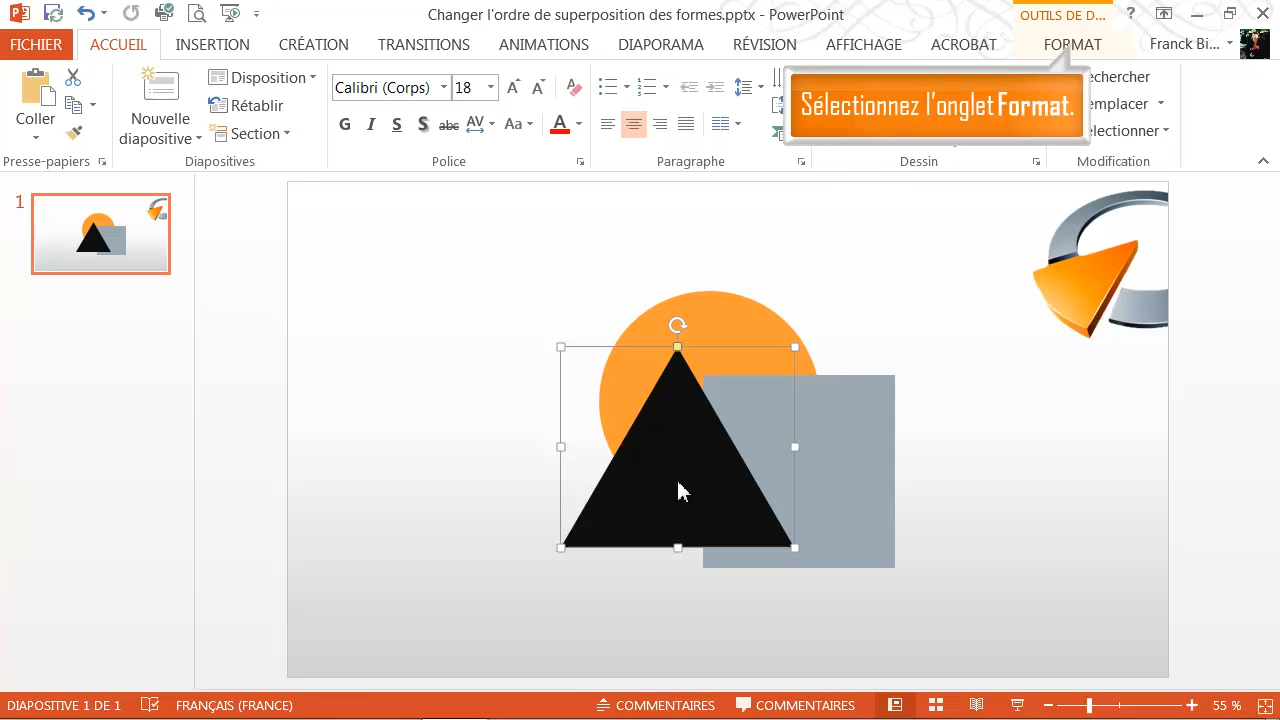 Changer l'ordre de superposition des formes.pptx - PowerPoint
OUTILS DE D...
?
FICHIER
ACCUEIL
INSERTION
CRÉATION
TRANSITIONS
ANIMATIONS
DIAPORAMA
RÉVISION
AFFICHAGE
ACROBAT
FORMAT
Franck Bi...
Coller
Nouvelle
diapositive
Disposition
Rétablir
Section
Calibri (Corps)
18
G I S S abc AV Aa A
Sélectionnez l'onglet Format.
echercher
emplacer
électionner
Presse-papiers
Diapositives
Police
Paragraphe
Dessin
Modification
1
DIAPOSITIVE 1 DE 1
FRANÇAIS (FRANCE)
COMMENTAIRES
COMMENTAIRES
55 %